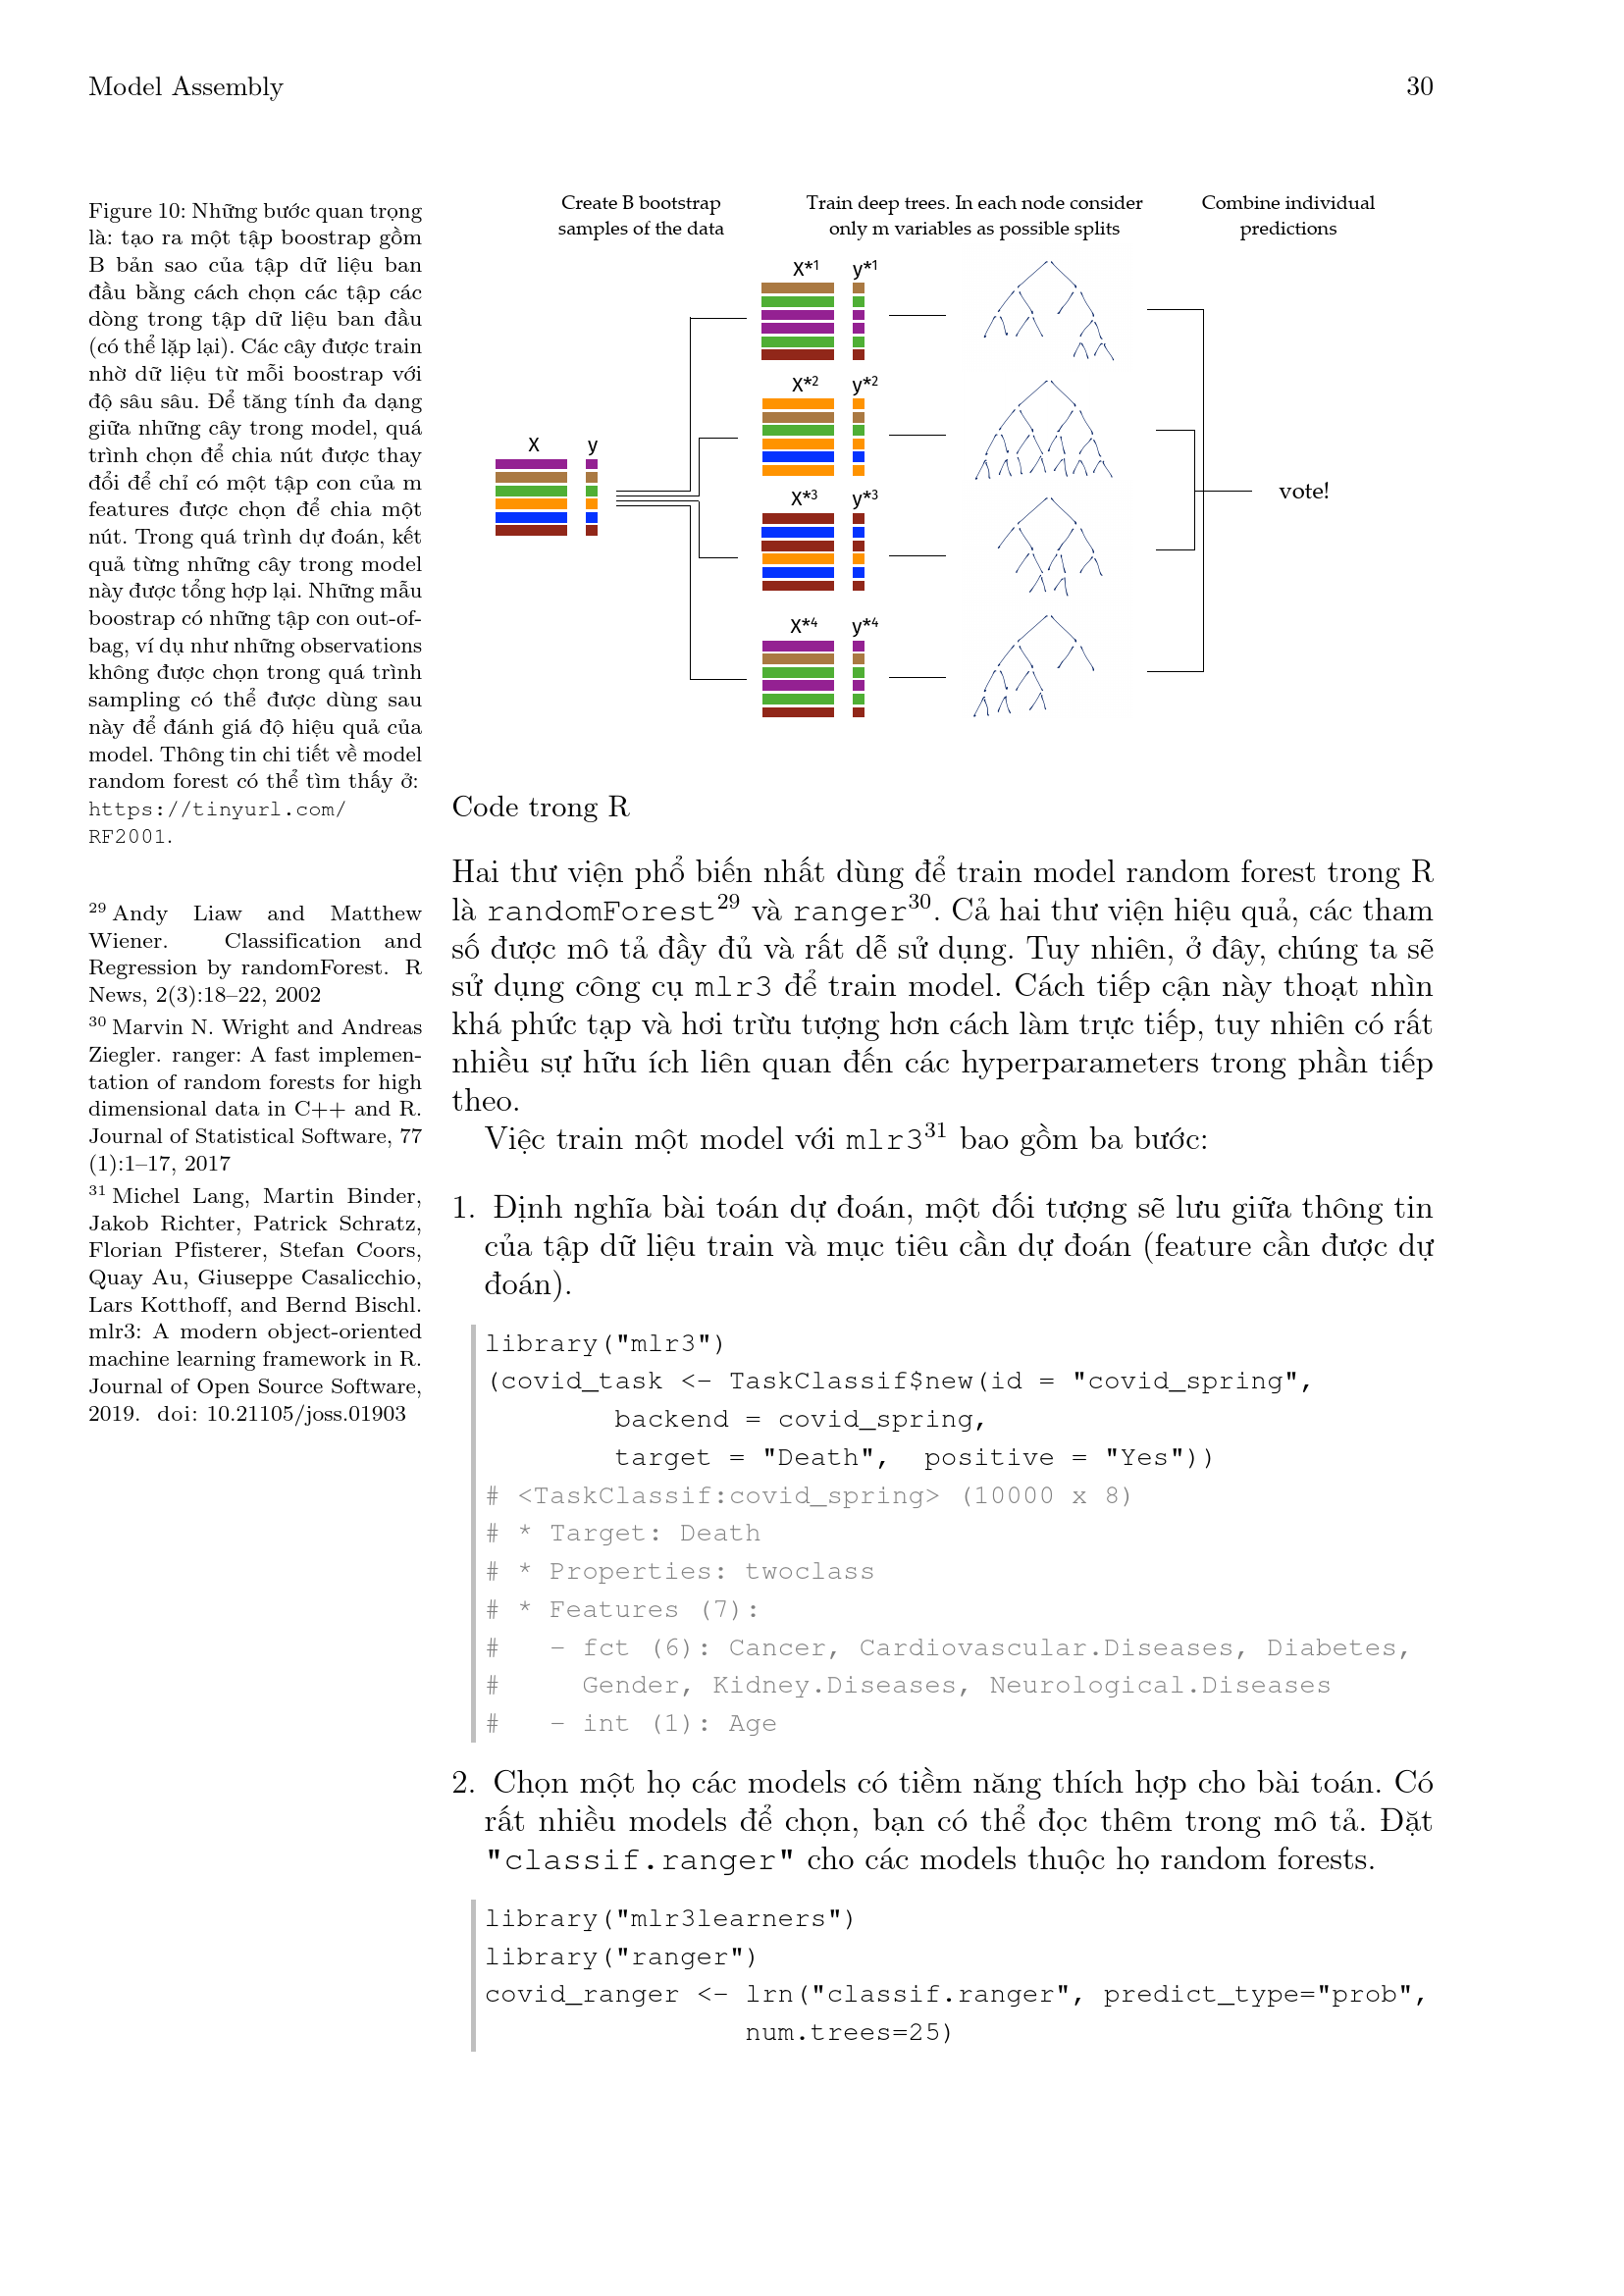 Model Assembly
30
Figure 10: Những bước quan trọng
là: tạo ra một tập boostrap gồm
B bản sao của tập dữ liệu ban
đầu bằng cách chọn các tập các
dòng trong tập dữ liệu ban đầu
(có thể lặp lại). Các cây được train
nhờ dữ liệu từ mỗi boostrap với
độ sâu sâu. Để tăng tính đa dạng
giữa những cây trong model, quá
trình chọn để chia nút được thay
đổi để chỉ có một tập con của m
features được chọn để chia một
nút. Trong quá trình dự đoán, kết
quả từng những cây trong model
này được tổng hợp lại. Những mẫu
boostrap có những tập con out-of-
bag, ví dụ như những observations
không được chọn trong quá trình
sampling có thể được dùng sau
này để đánh giá độ hiệu quả của
model. Thông tin chi tiết về model
random forest có thể tìm thấy ở:
https://tinyurl.com/
RF2001.
Create B bootstrap
samples of the data
Train deep trees. In each node consider
only m variables as possible splits
Combine individual
predictions
X y
X*1 y*1
X*2 y*2
X*3 y*3
X*4 y*4
vote!
29 Andy Liaw and Matthew
Wiener. Classification and
Regression by randomForest. R
News, 2(3):18–22, 2002
30 Marvin N. Wright and Andreas
Ziegler. ranger: A fast implemen-
tation of random forests for high
dimensional data in C++ and R.
Journal of Statistical Software, 77
(1):1–17, 2017
31 Michel Lang, Martin Binder,
Jakob Richter, Patrick Schratz,
Florian Pfisterer, Stefan Coors,
Quay Au, Giuseppe Casalicchio,
Lars Kotthoff, and Bernd Bischl.
mlr3: A modern object-oriented
machine learning framework in R.
Journal of Open Source Software,
2019. doi: 10.21105/joss.01903
Code trong R
Hai thư viện phổ biến nhất dùng để train model random forest trong R
là randomForest29 và ranger30. Cả hai thư viện hiệu quả, các tham
số được mô tả đầy đủ và rất dễ sử dụng. Tuy nhiên, ở đây, chúng ta sẽ
sử dụng công cụ mlr3 để train model. Cách tiếp cận này thoạt nhìn
khá phức tạp và hơi trừu tượng hơn cách làm trực tiếp, tuy nhiên có rất
nhiều sự hữu ích liên quan đến các hyperparameters trong phần tiếp
theo.
Việc train một model với mlr331 bao gồm ba bước:
1. Định nghĩa bài toán dự đoán, một đối tượng sẽ lưu giữa thông tin
của tập dữ liệu train và mục tiêu cần dự đoán (feature cần được dự
đoán).
library("mlr3")
(covid_task <- TaskClassif$new(id = "covid_spring",
backend = covid_spring,
target = "Death",  positive = "Yes"))
# <TaskClassif:covid_spring> (10000 x 8)
# * Target: Death
# * Properties: twoclass
# * Features (7):
#   - fct (6): Cancer, Cardiovascular.Diseases, Diabetes,
#     Gender, Kidney.Diseases, Neurological.Diseases
#   - int (1): Age
2. Chọn một họ các models có tiềm năng thích hợp cho bài toán. Có
rất nhiều models để chọn, bạn có thể đọc thêm trong mô tả. Đặt
"classif.ranger" cho các models thuộc họ random forests.
library("mlr3learners")
library("ranger")
covid_ranger <- lrn("classif.ranger", predict_type="prob",
num.trees=25)